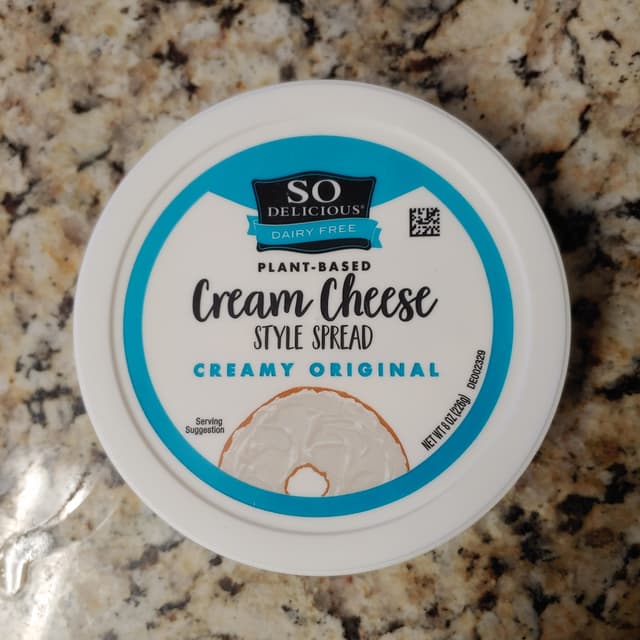 SO
DELICIOUS®
DAIRY FREE
PLANT-BASED
Cream Cheese
STYLE SPREAD
CREAMY ORIGINAL
Serving
Suggestion
NET WT 8 OZ (226g)
DED02329